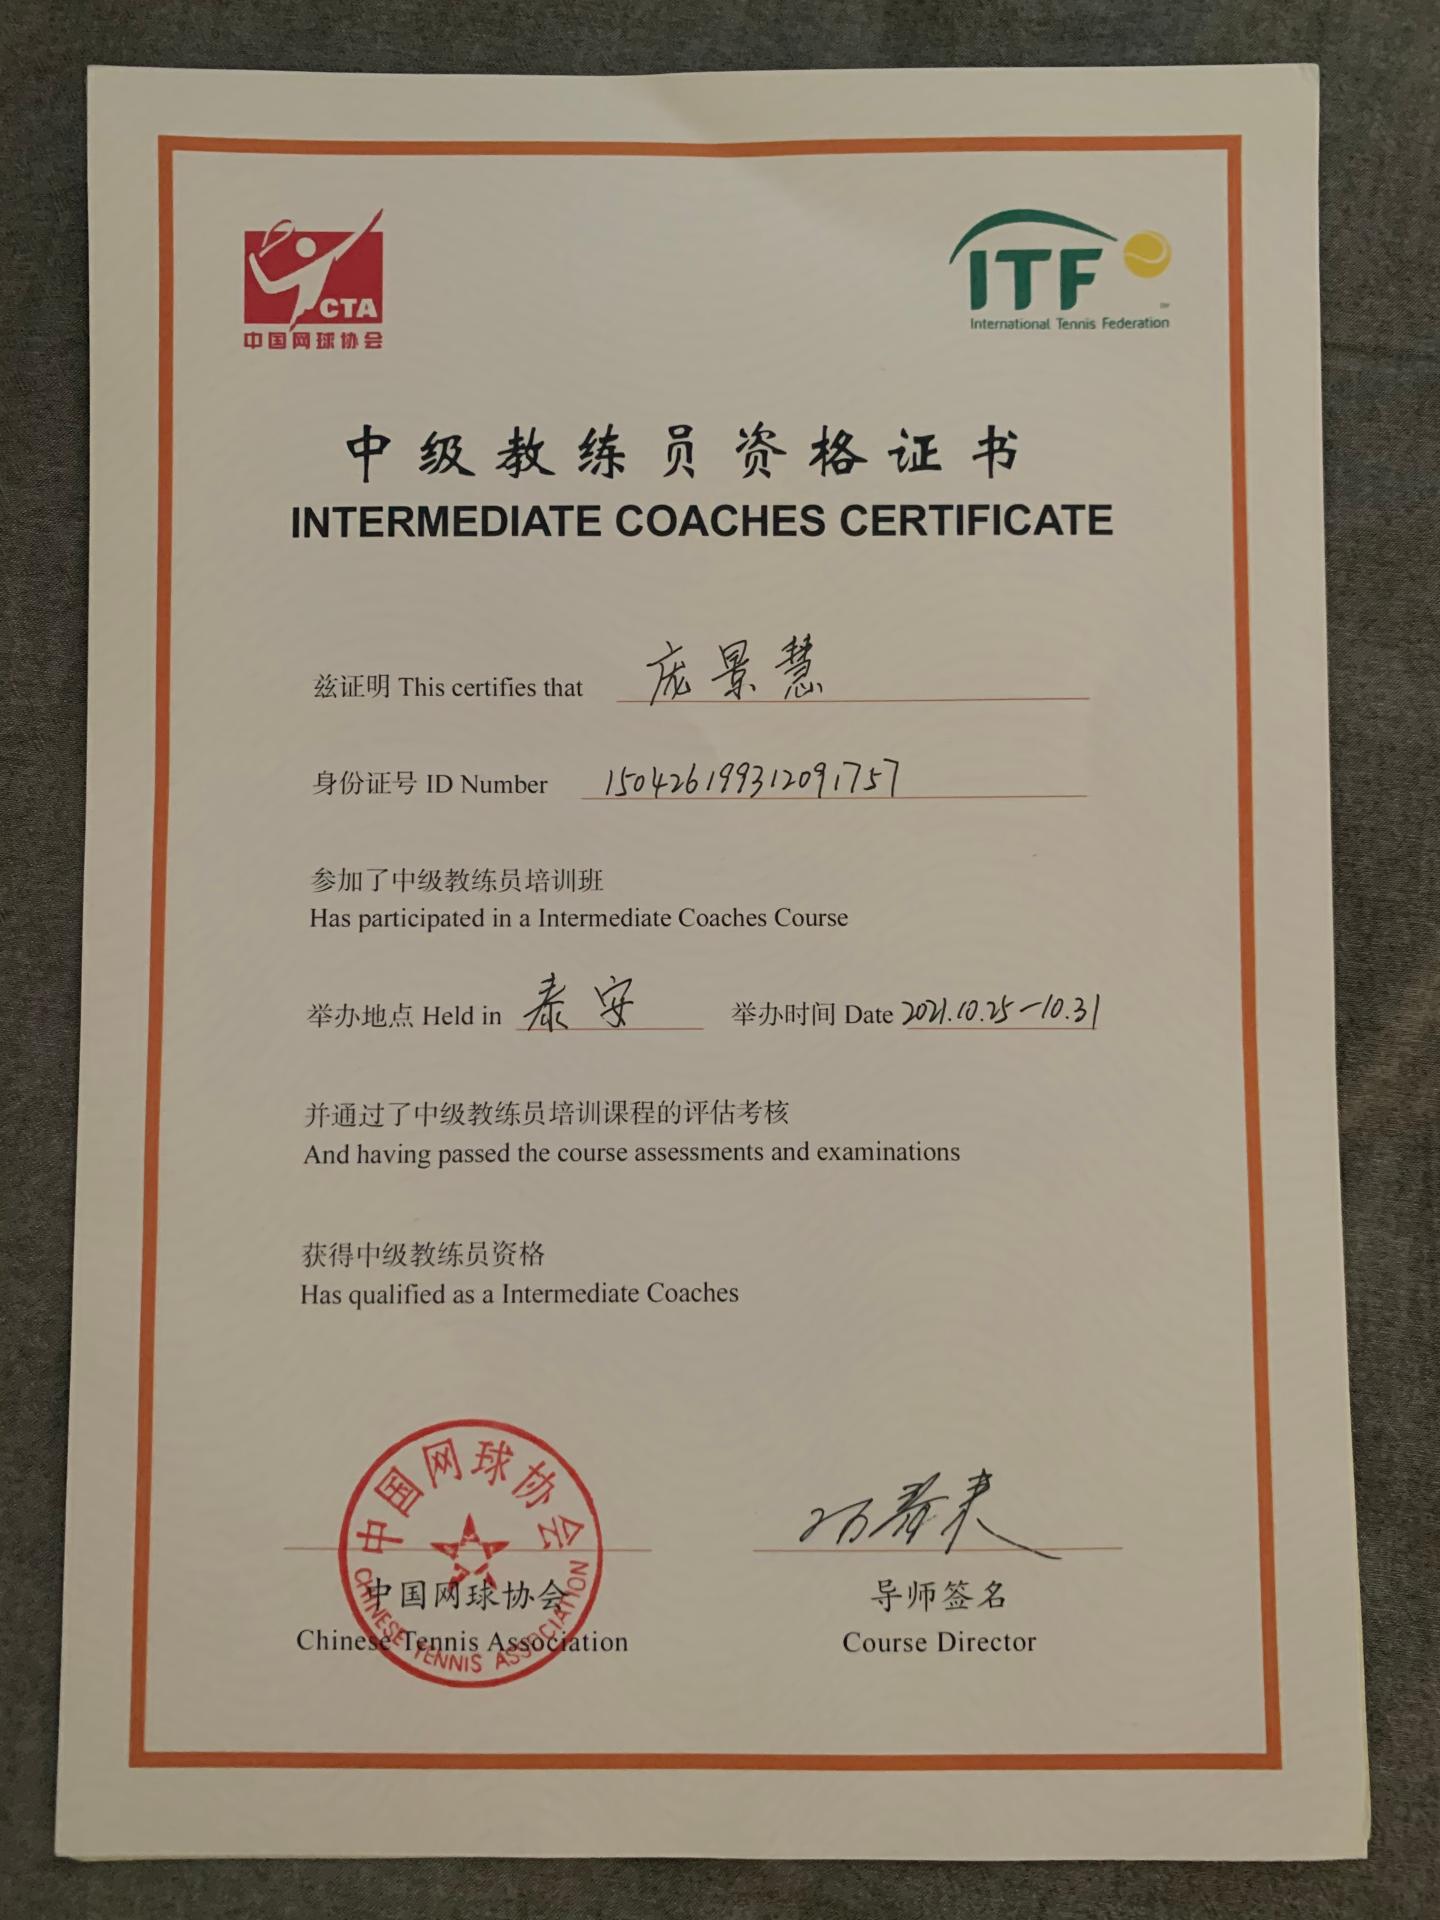 CTA
中国网球协会
ITF
International Tennis Federation
中级教练员资格证书
INTERMEDIATE COACHES CERTIFICATE
兹证明 This certifies that 庞景慧
身份证号 ID Number 150426199312091757
参加了中级教练员培训班
Has participated in a Intermediate Coaches Course
举办地点 Held in 泰安 举办时间 Date 2021.10.25-10.31
并通过了中级教练员培训课程的评估考核
And having passed the course assessments and examinations
获得中级教练员资格
Has qualified as a Intermediate Coaches
中国网球协会
CHINESE TENNIS ASSOCIATION
中国网球协会
Chinese Tennis Association
导师签名
Course Director